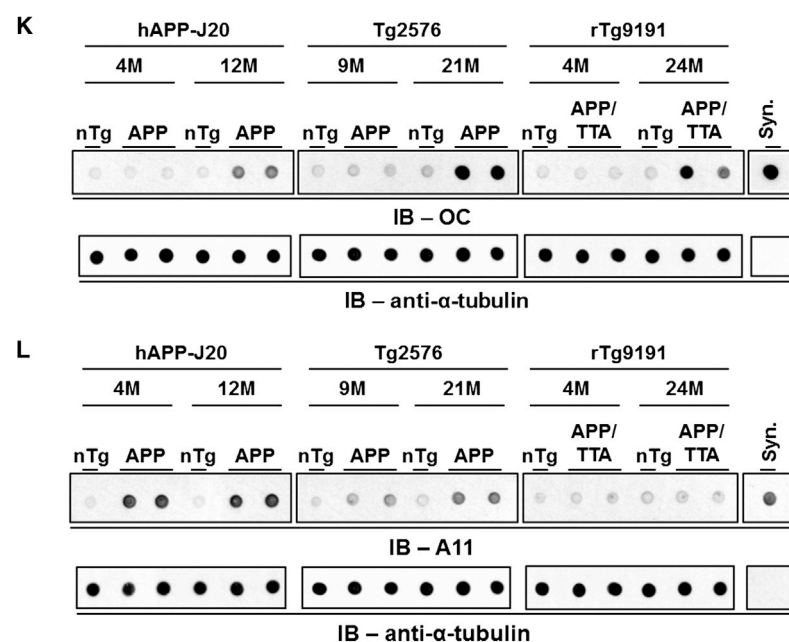 K
hAPP-J20 Tg2576 rTg9191
4M 12M 9M 21M 4M 24M
nTg APP nTg APP nTg APP nTg APP nTg APP/TTA nTg APP/TTA Syn.
IB – OC
IB – anti-α-tubulin
L
hAPP-J20 Tg2576 rTg9191
4M 12M 9M 21M 4M 24M
nTg APP nTg APP nTg APP nTg APP nTg APP/TTA nTg APP/TTA Syn.
IB – A11
IB – anti-α-tubulin